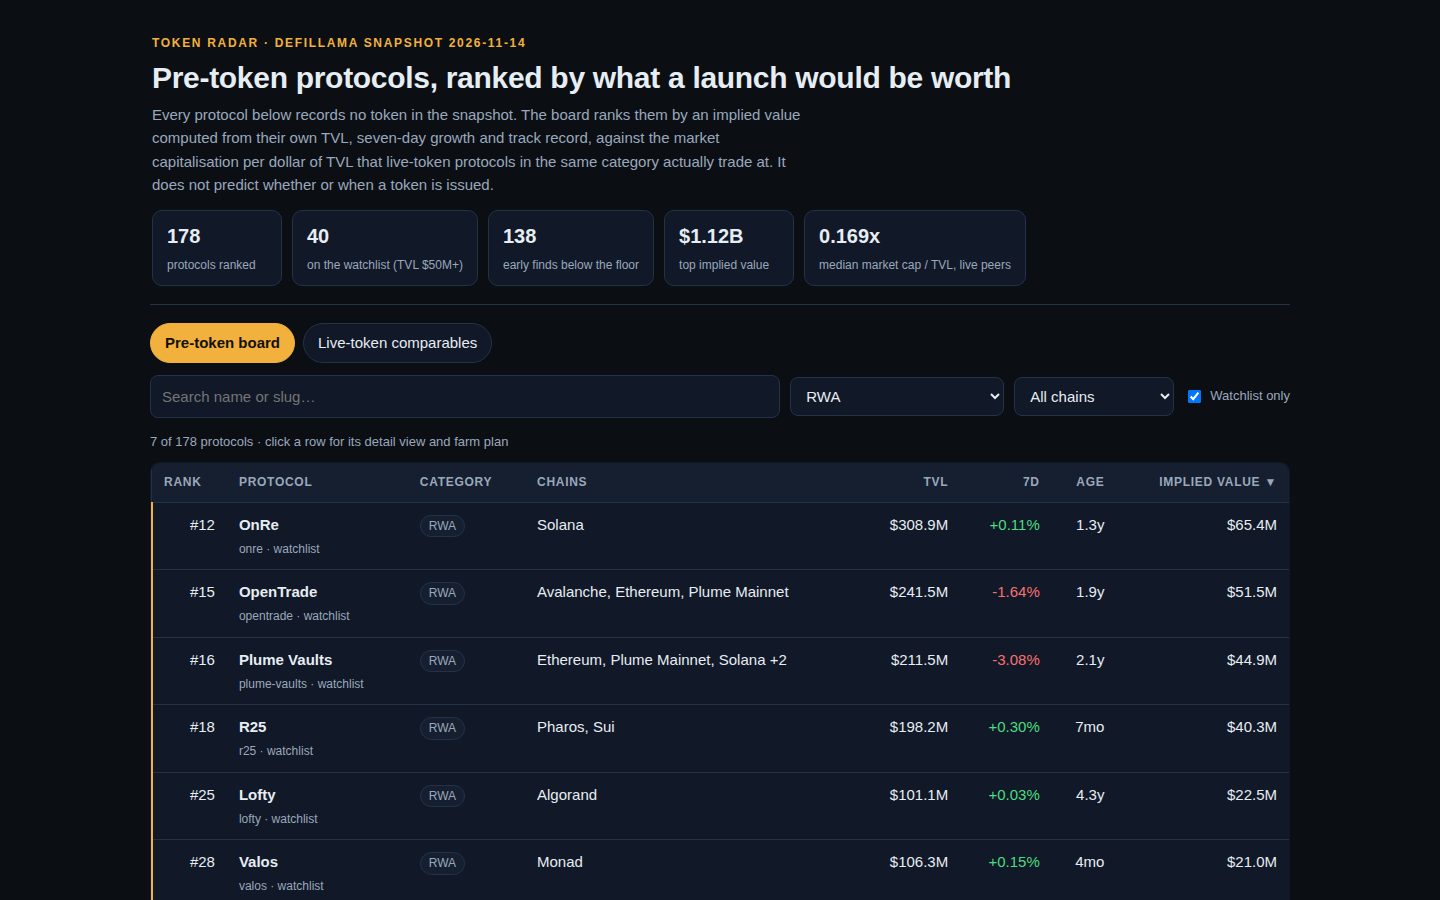 TOKEN RADAR · DEFILLAMA SNAPSHOT 2026-11-14
Pre-token protocols, ranked by what a launch would be worth
Every protocol below records no token in the snapshot. The board ranks them by an implied value
computed from their own TVL, seven-day growth and track record, against the market
capitalisation per dollar of TVL that live-token protocols in the same category actually trade at. It
does not predict whether or when a token is issued.
178 40 138 $1.12B 0.169x
protocols ranked on the watchlist (TVL $50M+) early finds below the floor top implied value median market cap / TVL, live peers
Pre-token board Live-token comparables
Search name or slug… RWA All chains Watchlist only
7 of 178 protocols · click a row for its detail view and farm plan
RANK PROTOCOL CATEGORY CHAINS TVL 7D AGE IMPLIED VALUE ▼
#12 OnRe RWA Solana $308.9M +0.11% 1.3y $65.4M
onre · watchlist
#15 OpenTrade RWA Avalanche, Ethereum, Plume Mainnet $241.5M -1.64% 1.9y $51.5M
opentrade · watchlist
#16 Plume Vaults RWA Ethereum, Plume Mainnet, Solana +2 $211.5M -3.08% 2.1y $44.9M
plume-vaults · watchlist
#18 R25 RWA Pharos, Sui $198.2M +0.30% 7mo $40.3M
r25 · watchlist
#25 Lofty RWA Algorand $101.1M +0.03% 4.3y $22.5M
lofty · watchlist
#28 Valos RWA Monad $106.3M +0.15% 4mo $21.0M
valos · watchlist